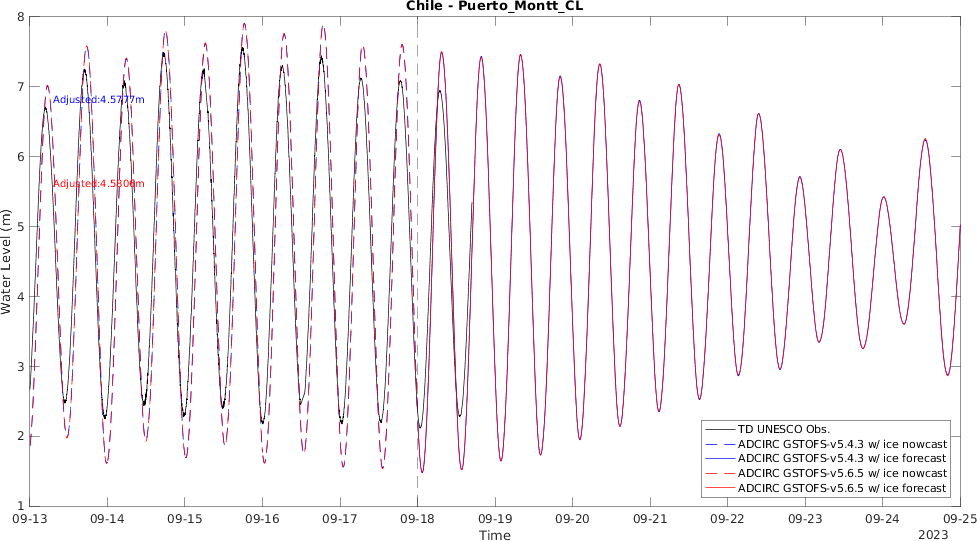 Chile - Puerto_Montt_CL
8
7
6
5
4
3
2
1
Water Level (m)
Adjusted:4.5777m
Adjusted:4.5306m
TD UNESCO Obs.
ADCIRC GSTOFS-v5.4.3 w/ ice nowcast
ADCIRC GSTOFS-v5.4.3 w/ ice forecast
ADCIRC GSTOFS-v5.6.5 w/ ice nowcast
ADCIRC GSTOFS-v5.6.5 w/ ice forecast
09-13 09-14 09-15 09-16 09-17 09-18 09-19 09-20 09-21 09-22 09-23 09-24 09-25
Time
2023